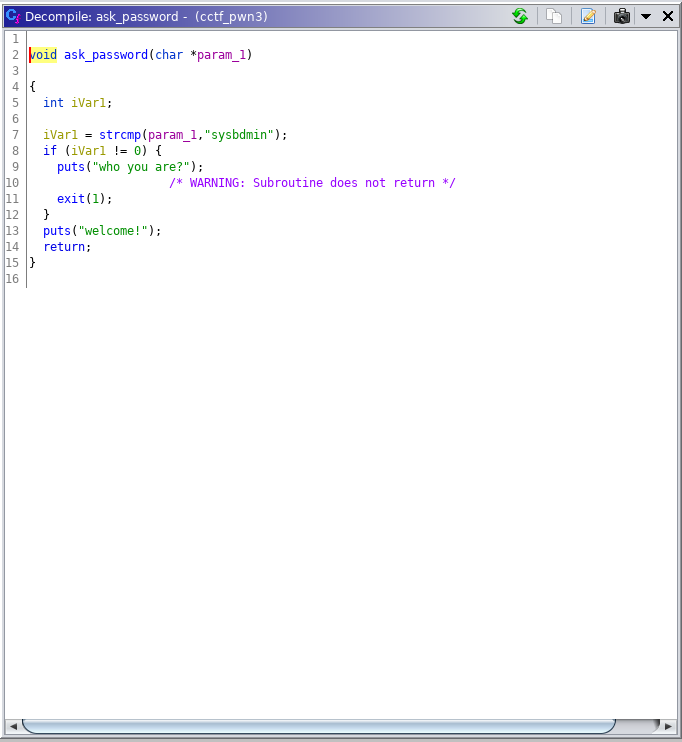 Decompile: ask_password - (cctf_pwn3)
1
2 void ask_password(char *param_1)
3
4 {
5 int iVar1;
6
7 iVar1 = strcmp(param_1,"sysbdmin");
8 if (iVar1 != 0) {
9 puts("who you are?");
10 /* WARNING: Subroutine does not return */
11 exit(1);
12 }
13 puts("welcome!");
14 return;
15 }
16